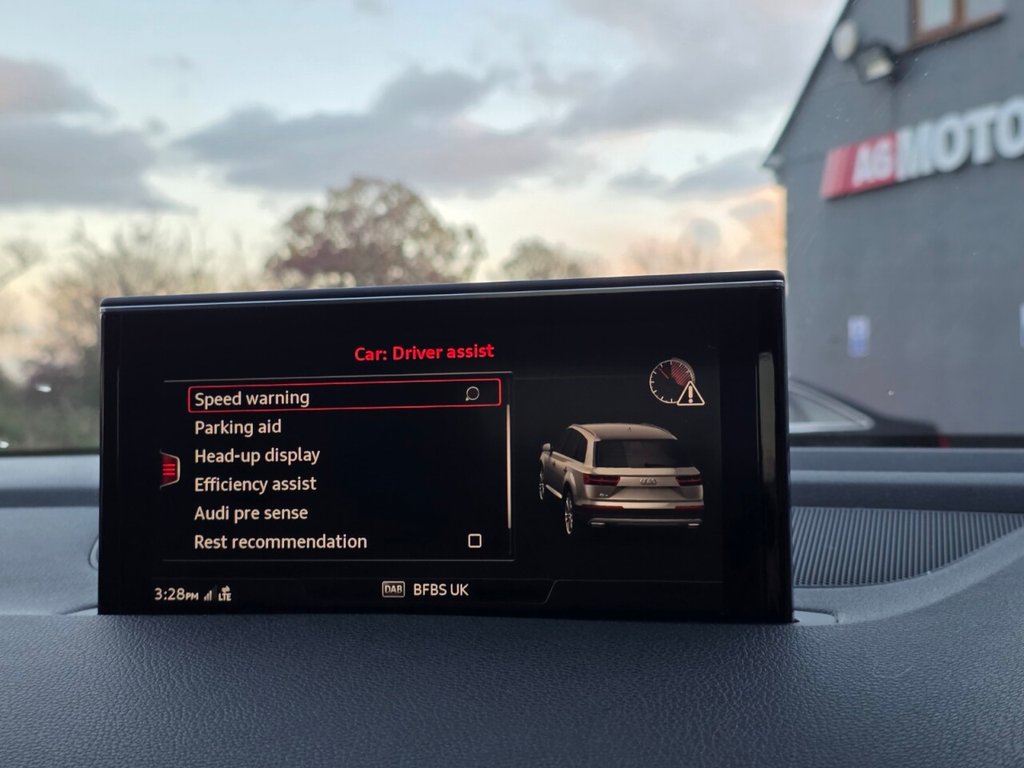 AG MOTO
Car: Driver assist
Speed warning
Parking aid
Head-up display
Efficiency assist
Audi pre sense
Rest recommendation
3:28PM LTE
DAB BFBS UK